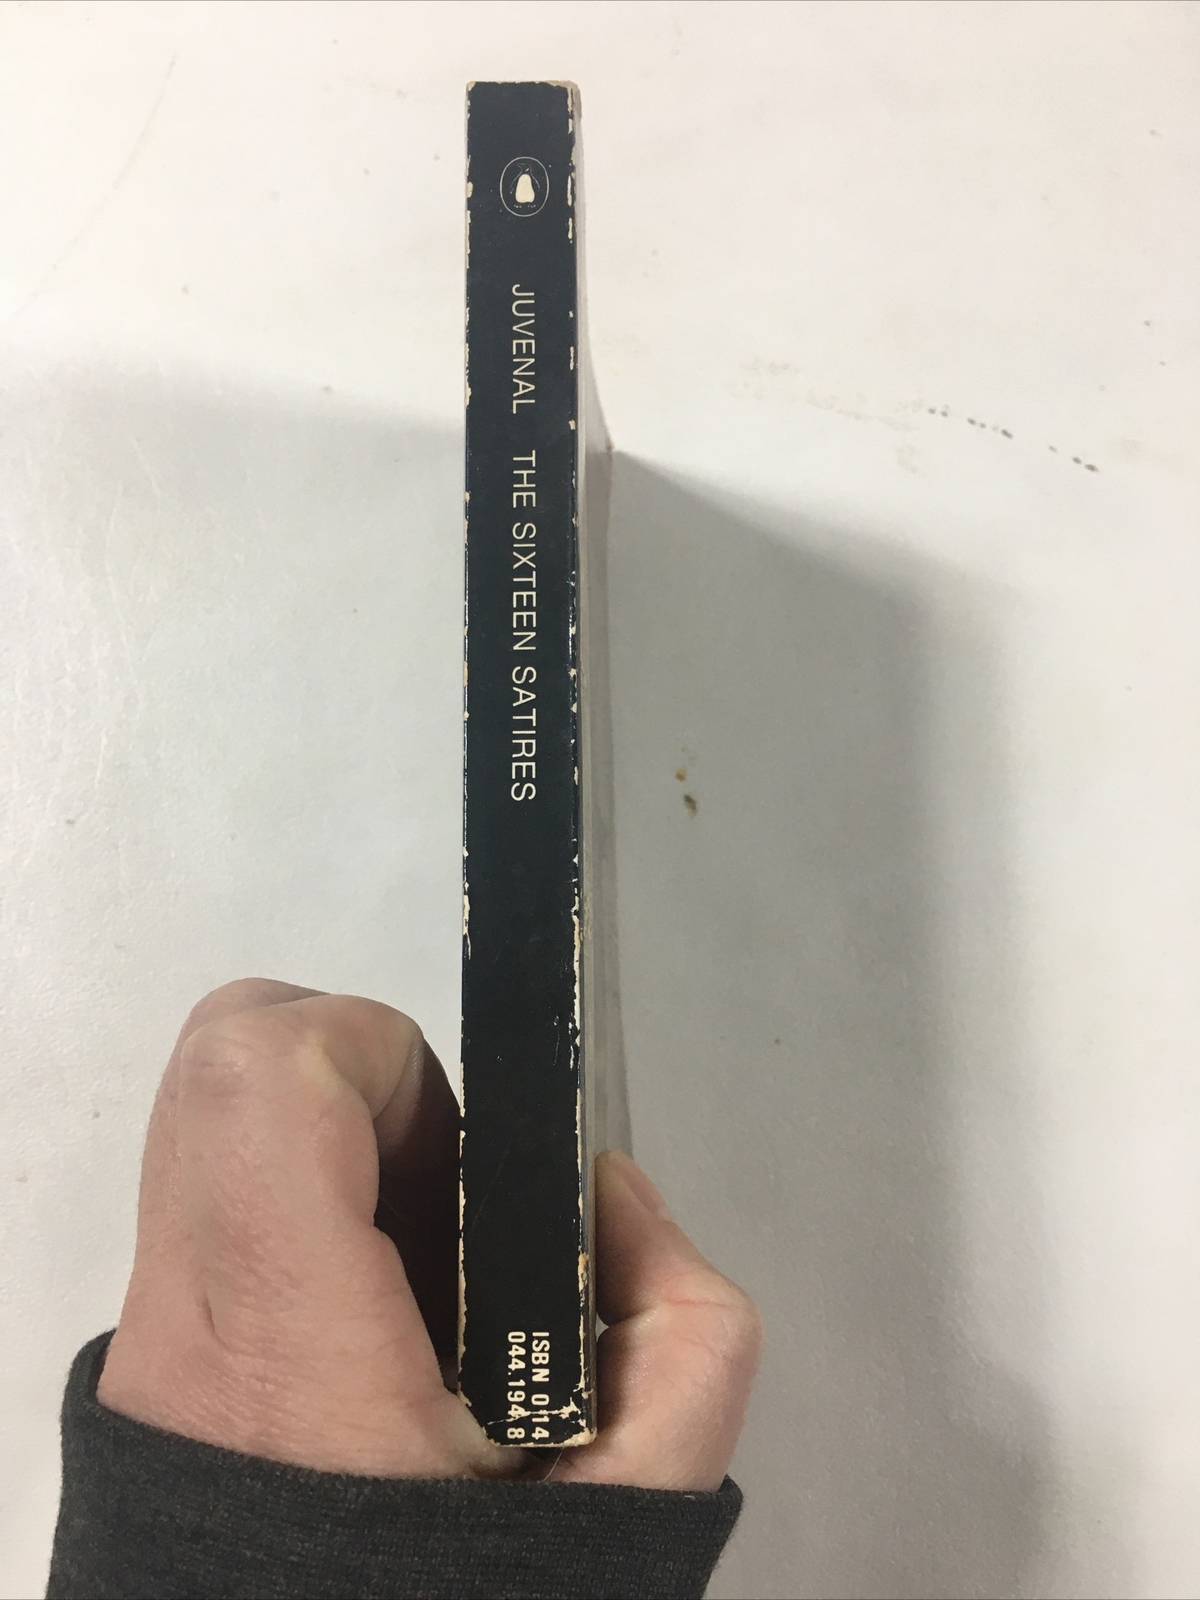 JUVENAL THE SIXTEEN SATIRES
ISBN 0 14
044.194 8